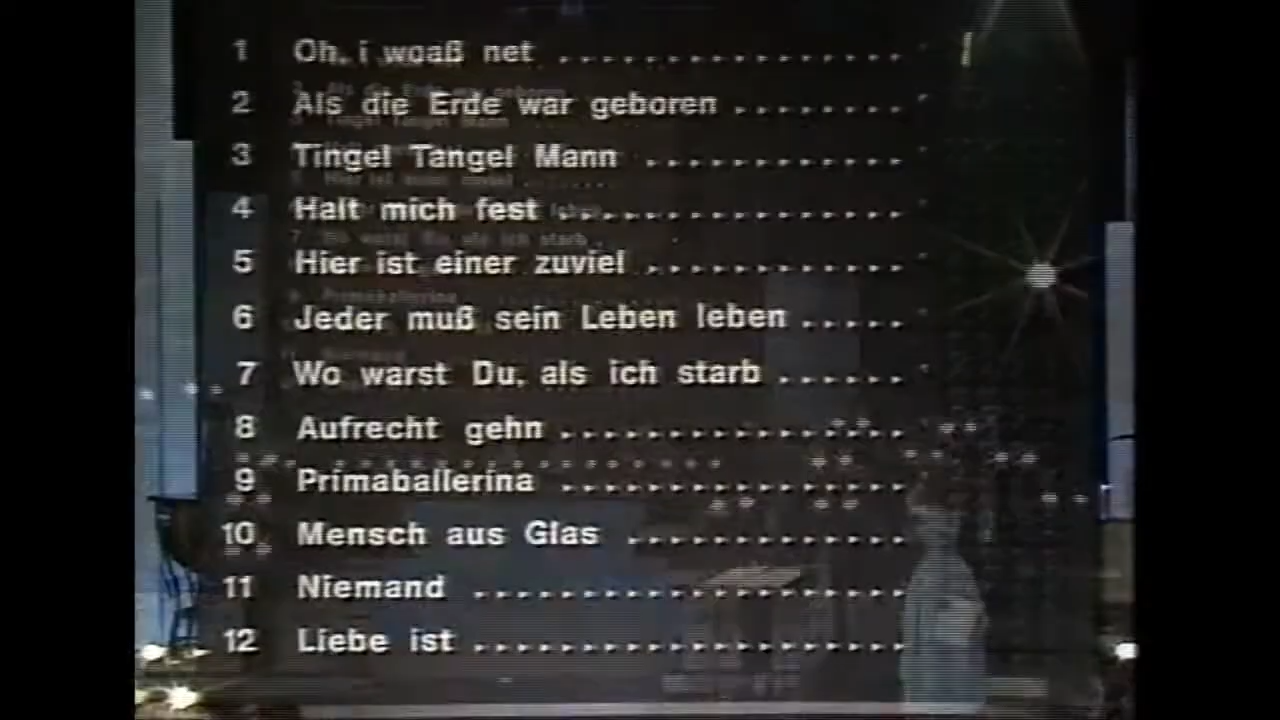 1 Oh, i woaß net ....................
2 Als die Erde war geboren ........
3 Tingel Tangel Mann ............
4 Halt mich fest .................
5 Hier ist einer zuviel ............
6 Jeder muß sein Leben leben .....
7 Wo warst Du, als ich starb ......
8 Aufrecht gehn .................
9 Primaballerina .................
10 Mensch aus Glas .............
11 Niemand .....................
12 Liebe ist .....................